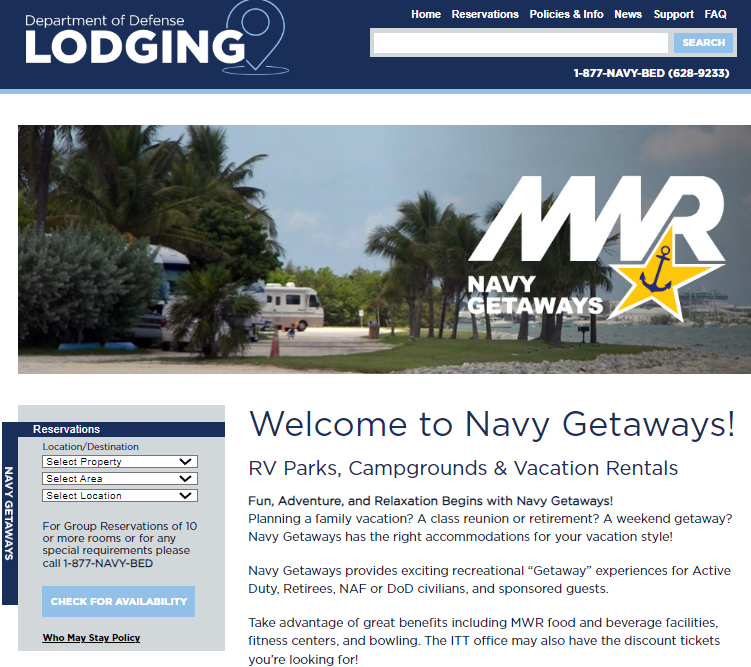 Department of Defense
LODGING
Home Reservations Policies & Info News Support FAQ
SEARCH
1-877-NAVY-BED (628-9233)
MWR
NAVY
GETAWAYS
NAVY GETAWAYS
Reservations
Location/Destination
Select Property
Select Area
Select Location
For Group Reservations of 10
or more rooms or for any
special requirements please
call 1-877-NAVY-BED
CHECK FOR AVAILABILITY
Who May Stay Policy
Welcome to Navy Getaways!
RV Parks, Campgrounds & Vacation Rentals
Fun, Adventure, and Relaxation Begins with Navy Getaways!
Planning a family vacation? A class reunion or retirement? A weekend getaway?
Navy Getaways has the right accommodations for your vacation style!
Navy Getaways provides exciting recreational “Getaway” experiences for Active
Duty, Retirees, NAF or DoD civilians, and sponsored guests.
Take advantage of great benefits including MWR food and beverage facilities,
fitness centers, and bowling. The ITT office may also have the discount tickets
you’re looking for!